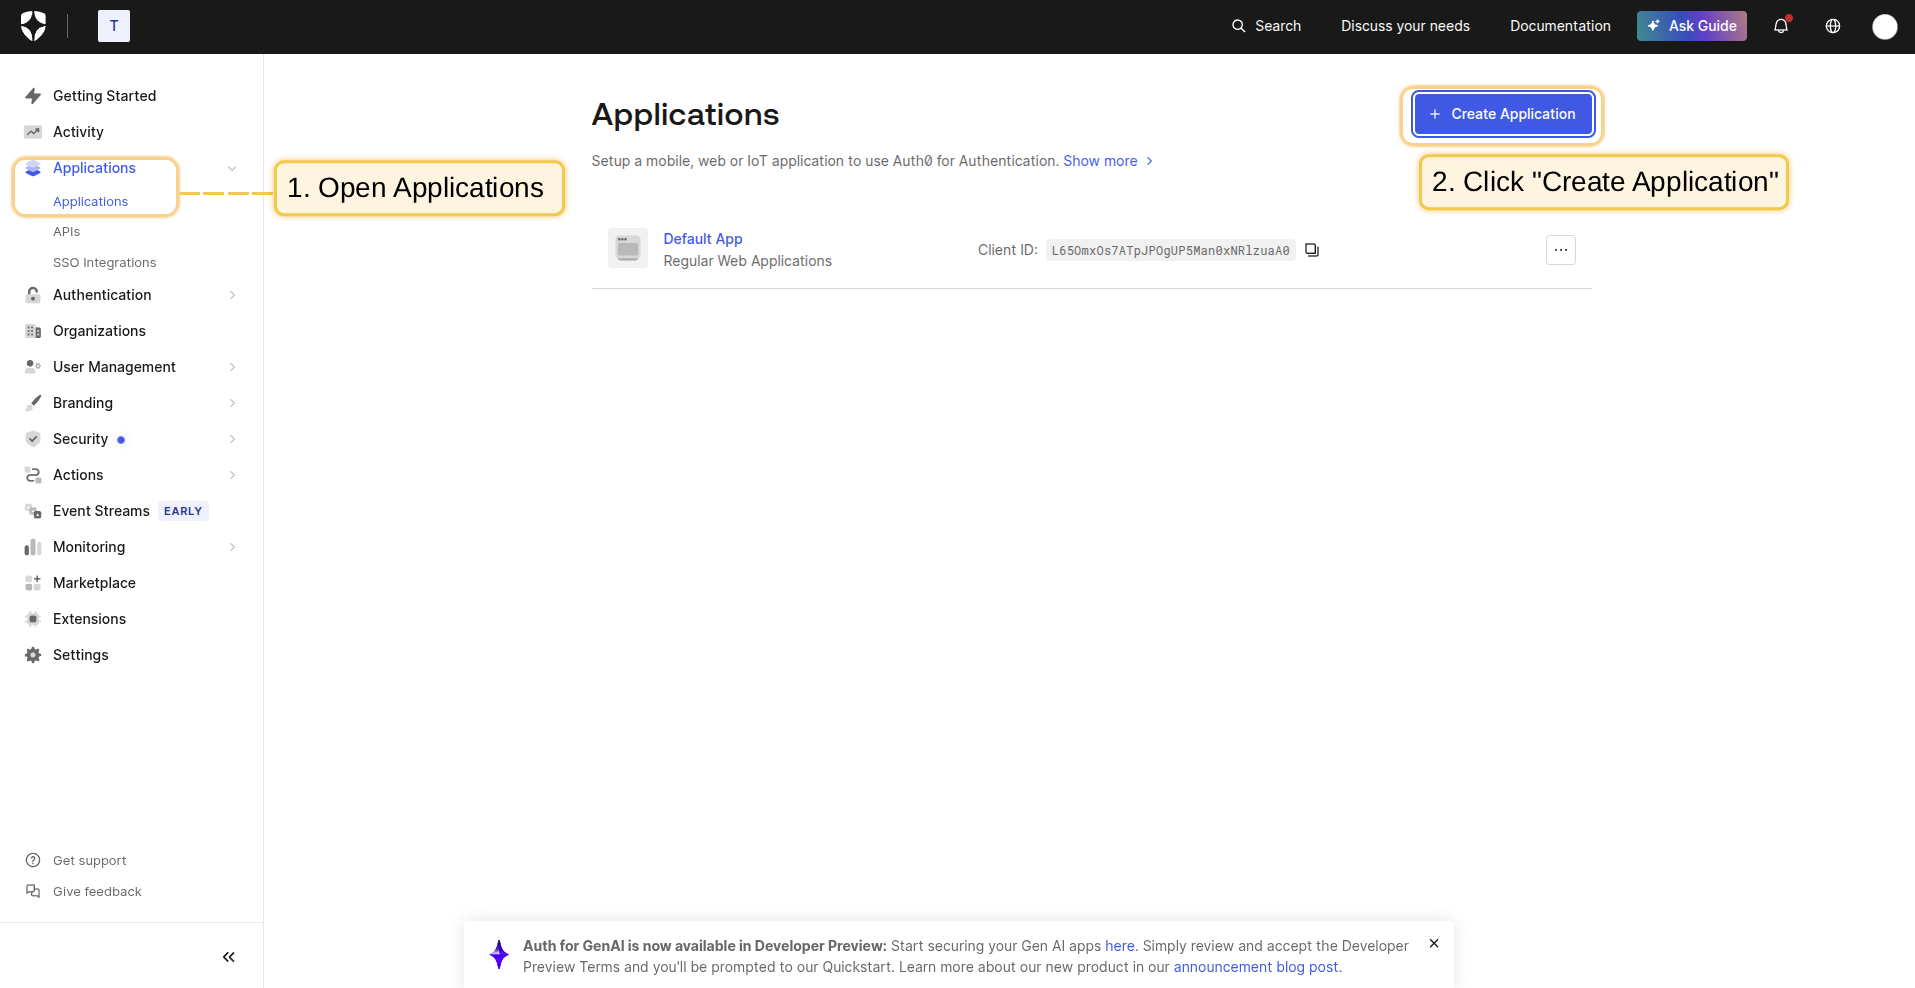 T
Search
Discuss your needs
Documentation
Ask Guide
Getting Started
Activity
Applications
Applications
APIs
SSO Integrations
Authentication
Organizations
User Management
Branding
Security
Actions
Event Streams EARLY
Monitoring
Marketplace
Extensions
Settings
Get support
Give feedback
1. Open Applications
Applications
+ Create Application
Setup a mobile, web or IoT application to use Auth0 for Authentication. Show more
2. Click "Create Application"
Default App
Regular Web Applications
Client ID: L65OmxOs7ATpJPOgUP5Man0xNRlzuaA0
Auth for GenAI is now available in Developer Preview: Start securing your Gen AI apps here. Simply review and accept the Developer
Preview Terms and you'll be prompted to our Quickstart. Learn more about our new product in our announcement blog post.